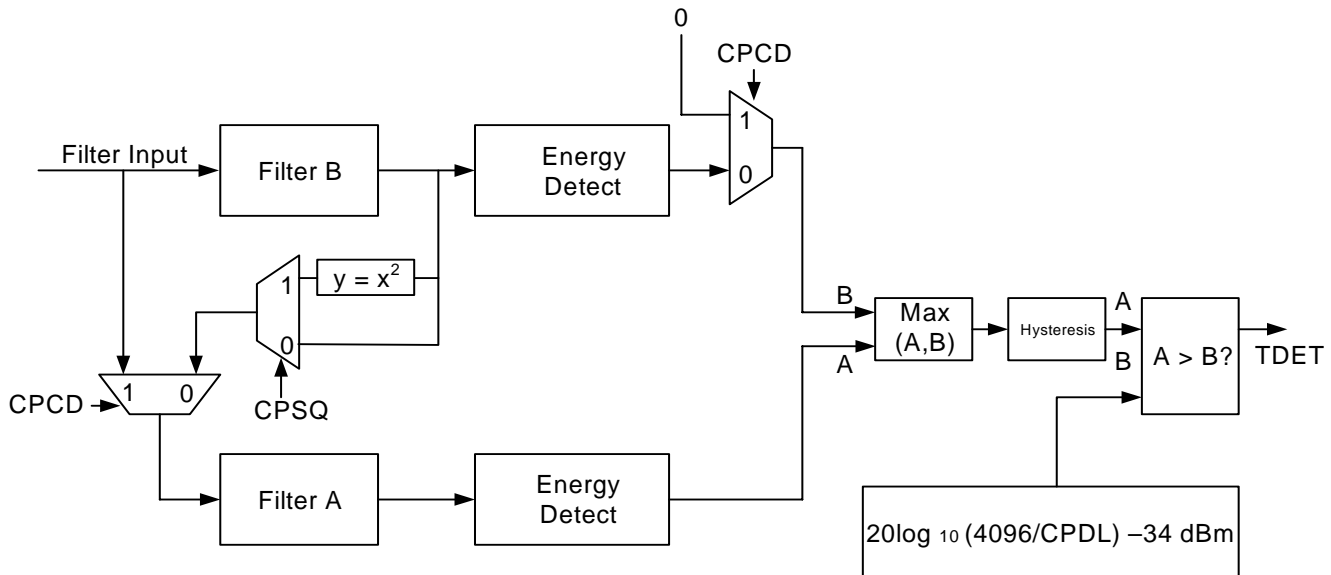 0
CPCD
1
0
Filter Input
Filter B
Energy
Detect
1
y = x²
0
CPSQ
1 0
CPCD
Filter A
Energy
Detect
B
A
Max
(A,B)
Hysteresis
A
B
A > B?
TDET
20log 10 (4096/CPDL) –34 dBm